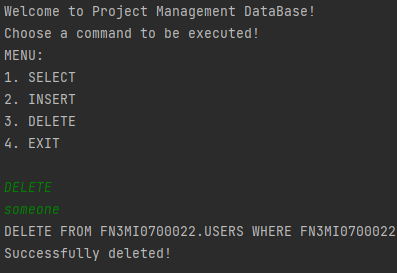 Welcome to Project Management DataBase!
Choose a command to be executed!
MENU:
1. SELECT
2. INSERT
3. DELETE
4. EXIT
DELETE
someone
DELETE FROM FN3MI0700022.USERS WHERE FN3MI0700022
Successfully deleted!